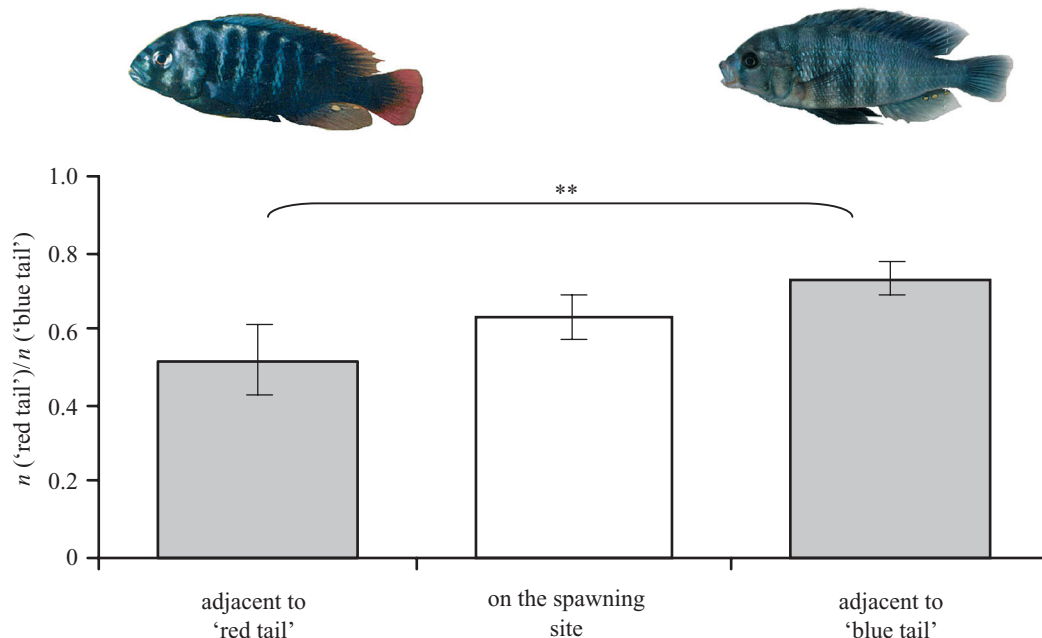 1.0
0.8
0.6
0.4
0.2
0
n (‘red tail’)/n (‘blue tail’)
**
adjacent to
‘red tail’
on the spawning
site
adjacent to
‘blue tail’